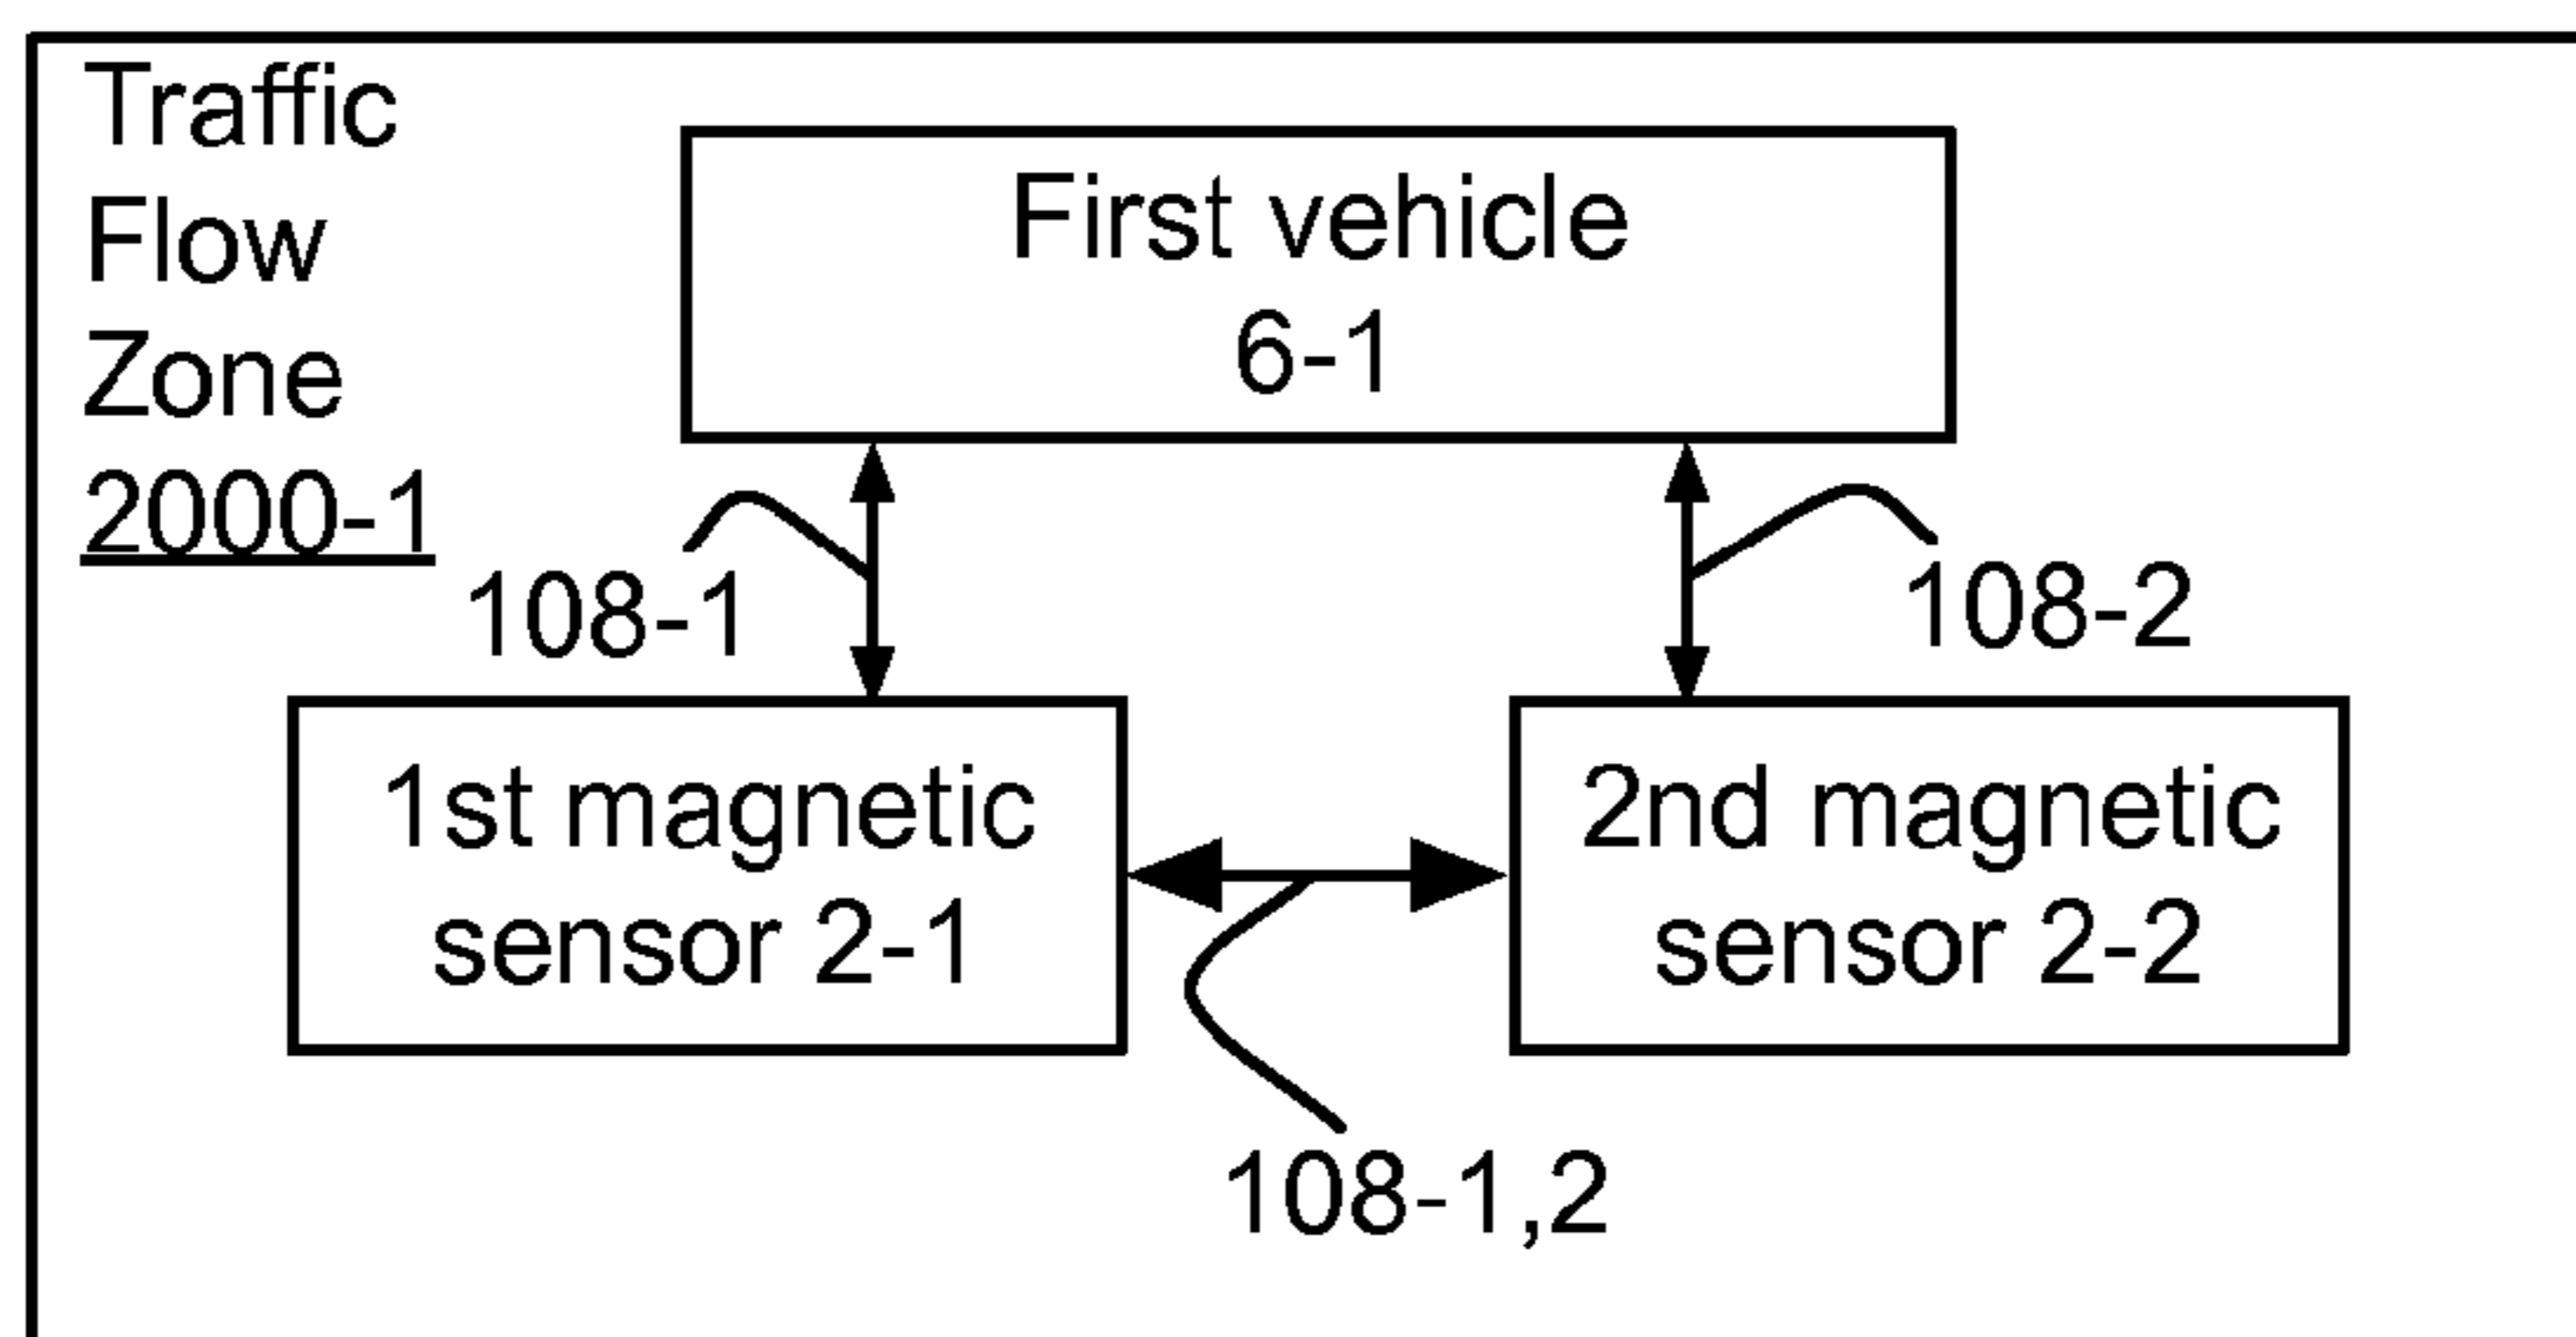 Traffic
Flow
Zone
2000-1
First vehicle
6-1
108-1
108-2
1st magnetic
sensor 2-1
2nd magnetic
sensor 2-2
108-1,2